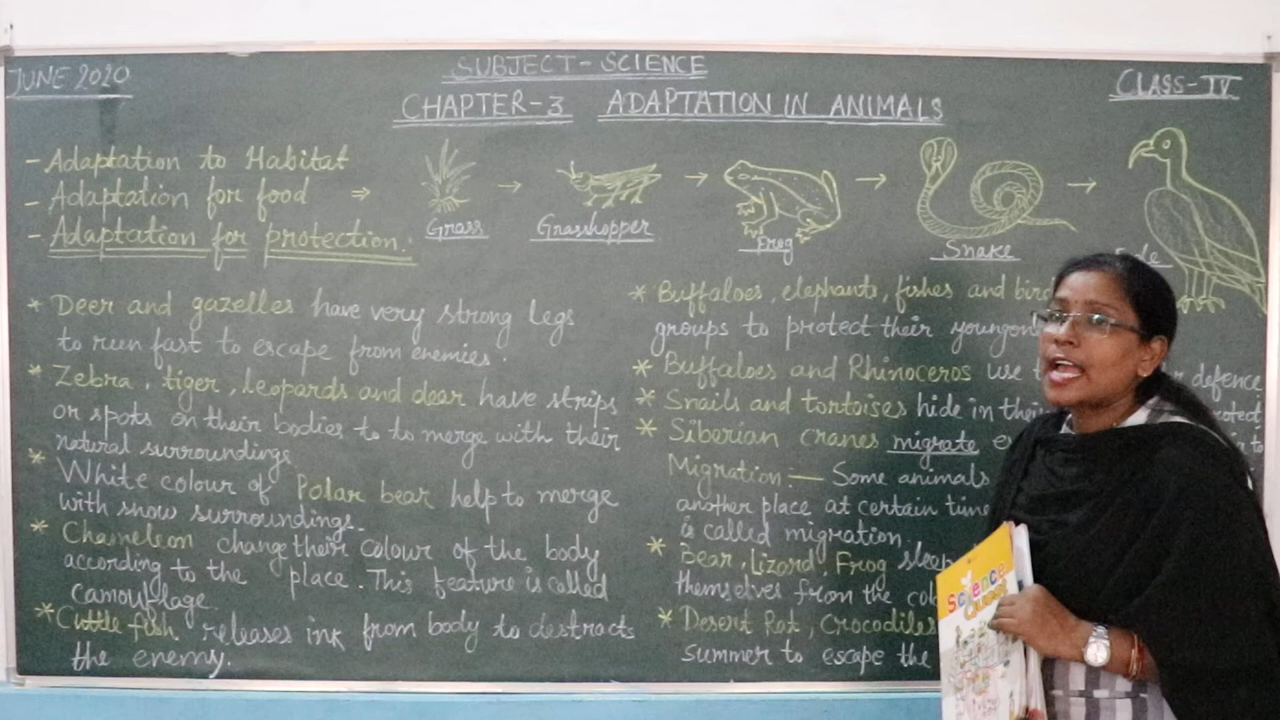 JUNE 2020
SUBJECT - SCIENCE
CLASS - IV
CHAPTER - 3 ADAPTATION IN ANIMALS
- Adaptation to Habitat
- Adaptation for food ⇒
- Adaptation for protection.
Grass → Grasshopper → Frog → Snake →
* Deer and gazelles have very strong legs
to run fast to escape from enemies.
* Zebra, tiger, leopards and dear have strips
or spots on their bodies to to merge with their
natural surroundings
* White colour of Polar bear help to merge
with snow surroundings.
* Chameleon change their colour of the body
according to the place. This feature is called
camouflage.
* Cuttle fish releases ink from body to destracts
the enemy.
* Buffaloes, elephants, fishes and
groups to protect their
* Buffaloes and Rhinoceros use defence
* Snails and tortoises hide in
* Siberian cranes migrate
Migration :— Some animals
another place at certain time
is called migration.
* Bear, Lizard Frog sleep
themselves from the
* Desert Rat, Crocodiles
summer to escape the
Science